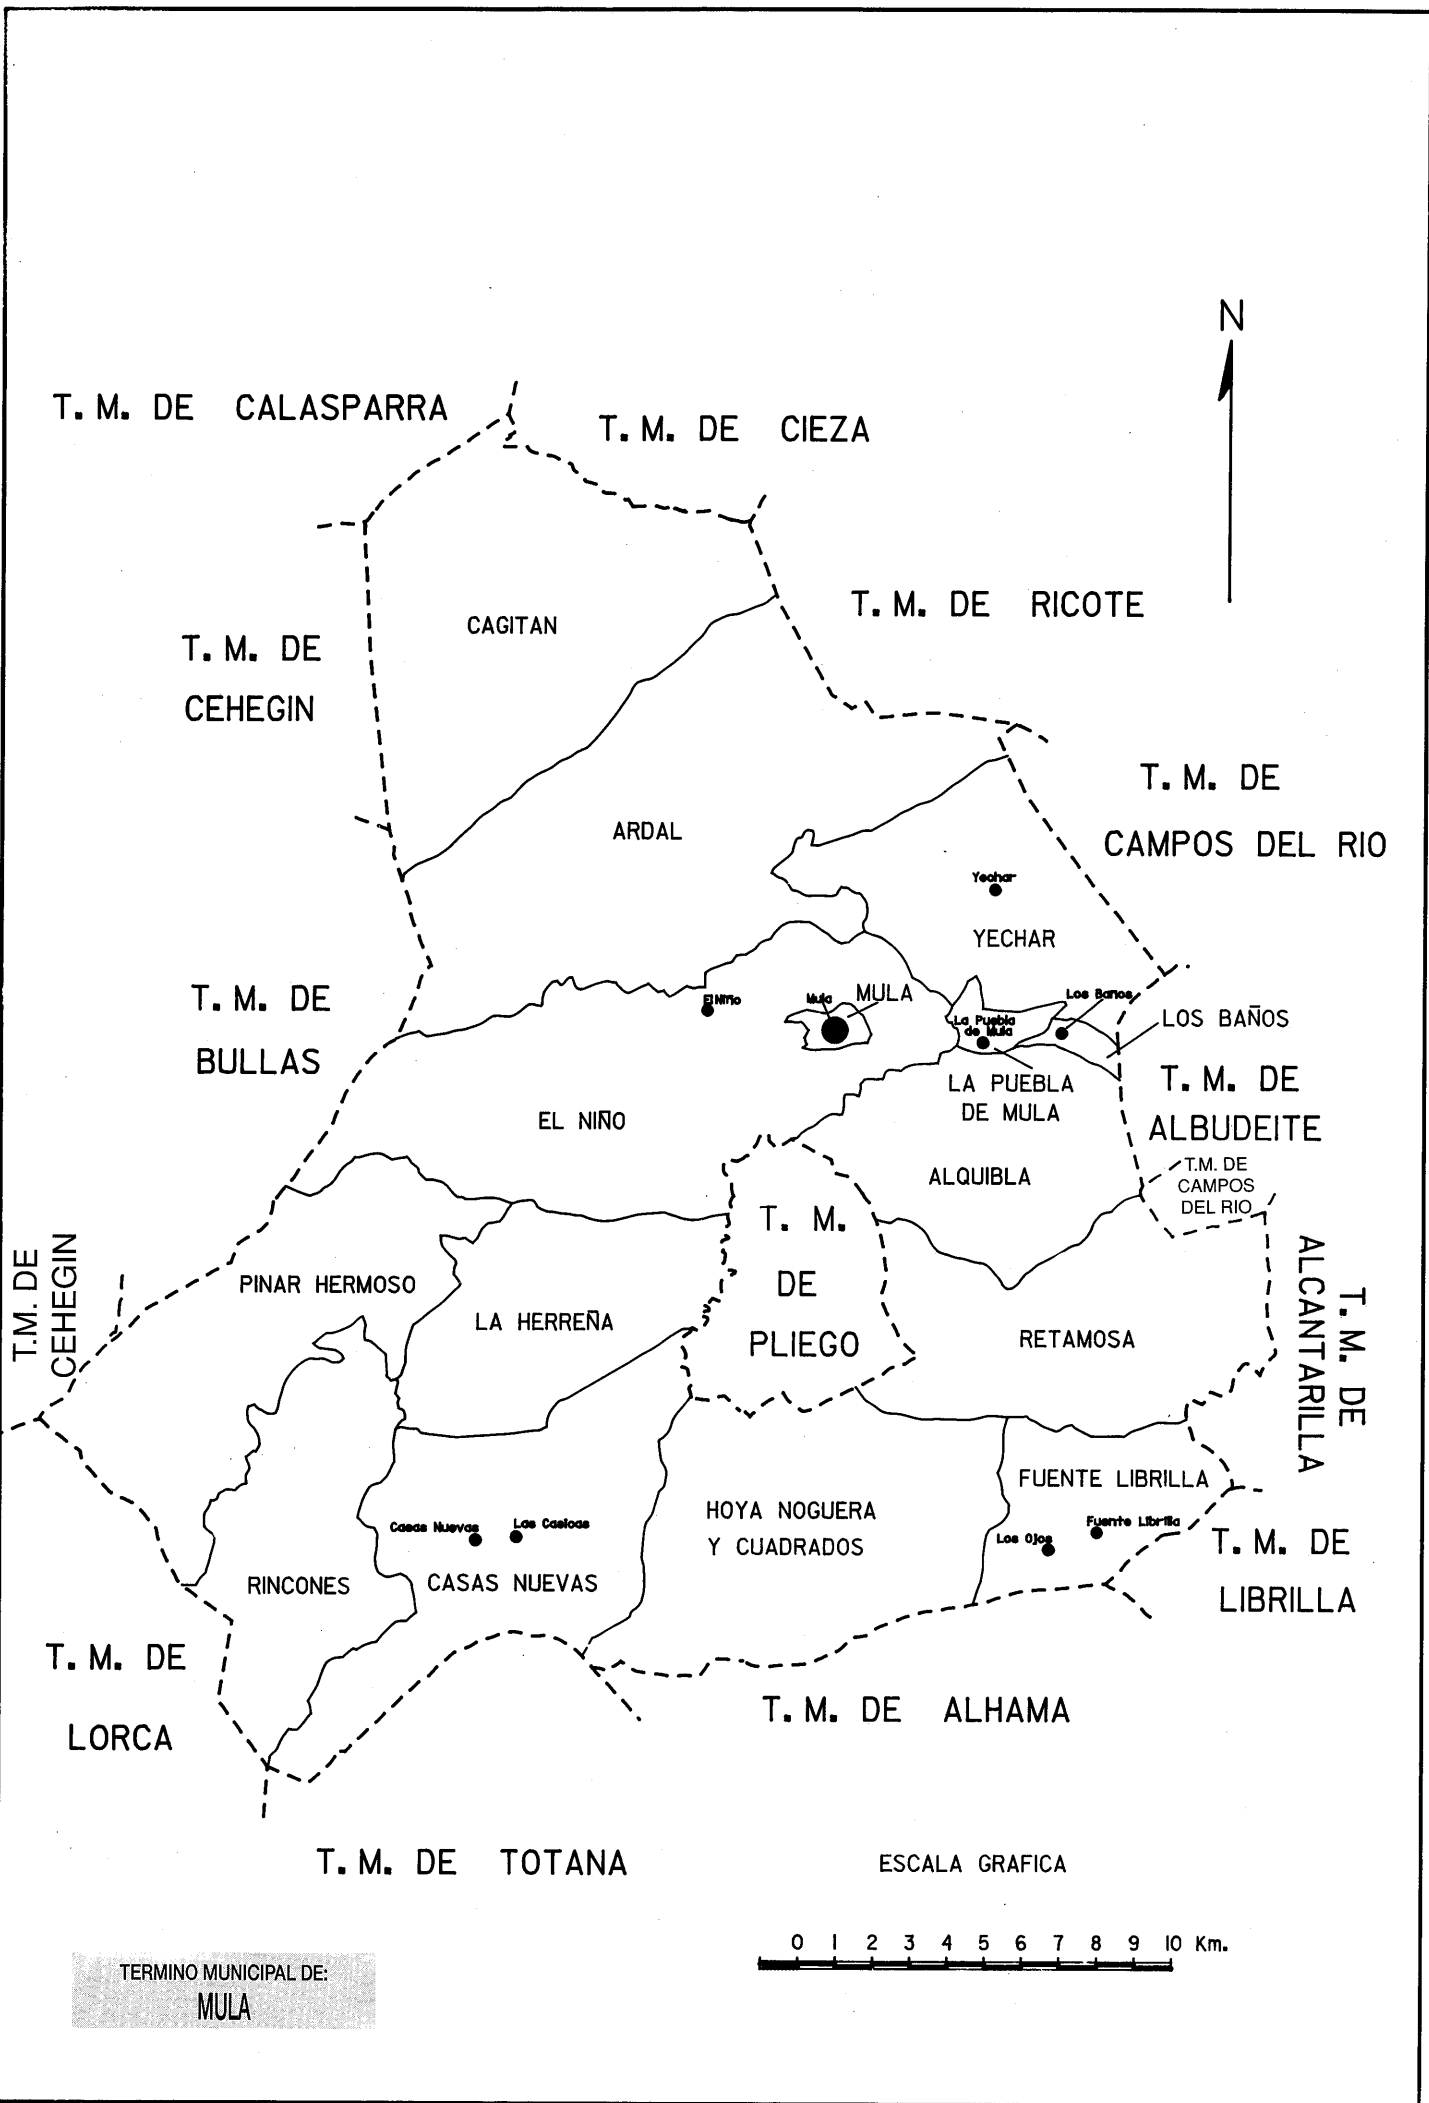 N
T. M. DE CALASPARRA
T. M. DE CIEZA
T. M. DE RICOTE
CAGITAN
T. M. DE
CEHEGIN
T. M. DE
CAMPOS DEL RIO
ARDAL
Yechar
YECHAR
T. M. DE
BULLAS
El Niño
Mula
MULA
Los Baños
LOS BAÑOS
La Puebla
de Mula
LA PUEBLA
DE MULA
T. M. DE
ALBUDEITE
EL NIÑO
ALQUIBLA
T.M. DE
CAMPOS
DEL RIO
T. M.
DE
PLIEGO
T.M. DE
CEHEGIN
PINAR HERMOSO
LA HERREÑA
RETAMOSA
T. M. DE
ALCANTARILLA
FUENTE LIBRILLA
HOYA NOGUERA
Y CUADRADOS
Casas Nuevas
Las Casicas
Los Ojos
Fuente Librilla
T. M. DE
LIBRILLA
RINCONES
CASAS NUEVAS
T. M. DE
LORCA
T. M. DE ALHAMA
T. M. DE TOTANA
ESCALA GRAFICA
0 1 2 3 4 5 6 7 8 9 10 Km.
TERMINO MUNICIPAL DE:
MULA